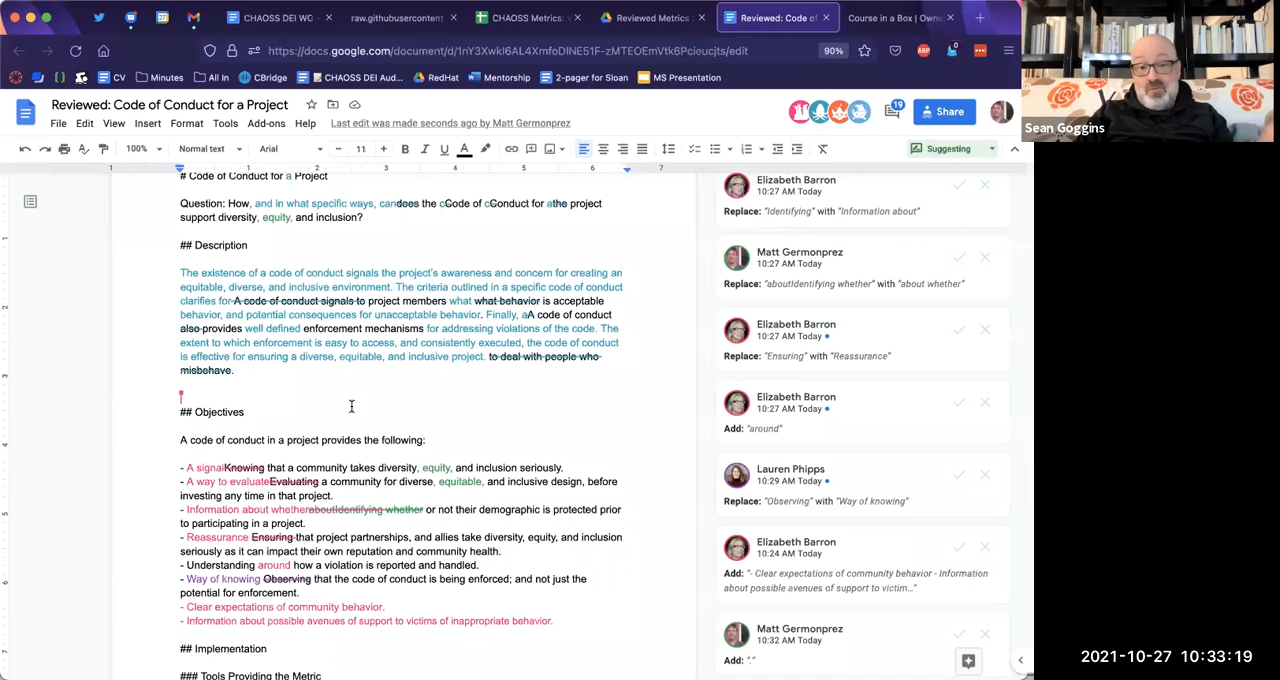 CHAOSS DEI WG -
raw.githubusercontent
CHAOSS Metrics: V
Reviewed Metrics
Reviewed: Code of
Course in a Box | Own
https://docs.google.com/document/d/1nY3XwkI6AL4XmfoDINE51F-zMTEOEmVtk6Pcieucjts/edit
90%
CV
Minutes
All In
CBridge
CHAOSS DEI Aud...
RedHat
Mentorship
2-pager for Sloan
MS Presentation
Reviewed: Code of Conduct for a Project
File Edit View Insert Format Tools Add-ons Help Last edit was made seconds ago by Matt Germonprez
19
Share
100% Normal text Arial 11 Suggesting
1 1 2 3 4 5 6 7
# Code of Conduct for a Project
Question: How, and in what specific ways, candoes the cCode of cConduct for athe project
support diversity, equity, and inclusion?
## Description
The existence of a code of conduct signals the project's awareness and concern for creating an
equitable, diverse, and inclusive environment. The criteria outlined in a specific code of conduct
clarifies for A code of conduct signals to project members what what behavior is acceptable
behavior, and potential consequences for unacceptable behavior. Finally, aA code of conduct
also provides well defined enforcement mechanisms for addressing violations of the code. The
extent to which enforcement is easy to access, and consistently executed, the code of conduct
is effective for ensuring a diverse, equitable, and inclusive project. to deal with people who
misbehave.
## Objectives
A code of conduct in a project provides the following:
- A signalKnowing that a community takes diversity, equity, and inclusion seriously.
- A way to evaluateEvaluating a community for diverse, equitable, and inclusive design, before
investing any time in that project.
- Information about whetheraboutIdentifying whether or not their demographic is protected prior
to participating in a project.
- Reassurance Ensuring that project partnerships, and allies take diversity, equity, and inclusion
seriously as it can impact their own reputation and community health.
- Understanding around how a violation is reported and handled.
- Way of knowing Observing that the code of conduct is being enforced; and not just the
potential for enforcement.
- Clear expectations of community behavior.
- Information about possible avenues of support to victims of inappropriate behavior.
## Implementation
### Tools Providing the Metric
Elizabeth Barron
10:27 AM Today
Replace: "Identifying" with "Information about"
Matt Germonprez
10:27 AM Today
Replace: "aboutIdentifying whether" with "about whether"
Elizabeth Barron
10:27 AM Today
Replace: "Ensuring" with "Reassurance"
Elizabeth Barron
10:27 AM Today
Add: "around"
Lauren Phipps
10:29 AM Today
Replace: "Observing" with "Way of knowing"
Elizabeth Barron
10:24 AM Today
Add: "- Clear expectations of community behavior - Information
about possible avenues of support to victim..."
Matt Germonprez
10:32 AM Today
Add: "."
Sean Goggins
2021-10-27 10:33:19